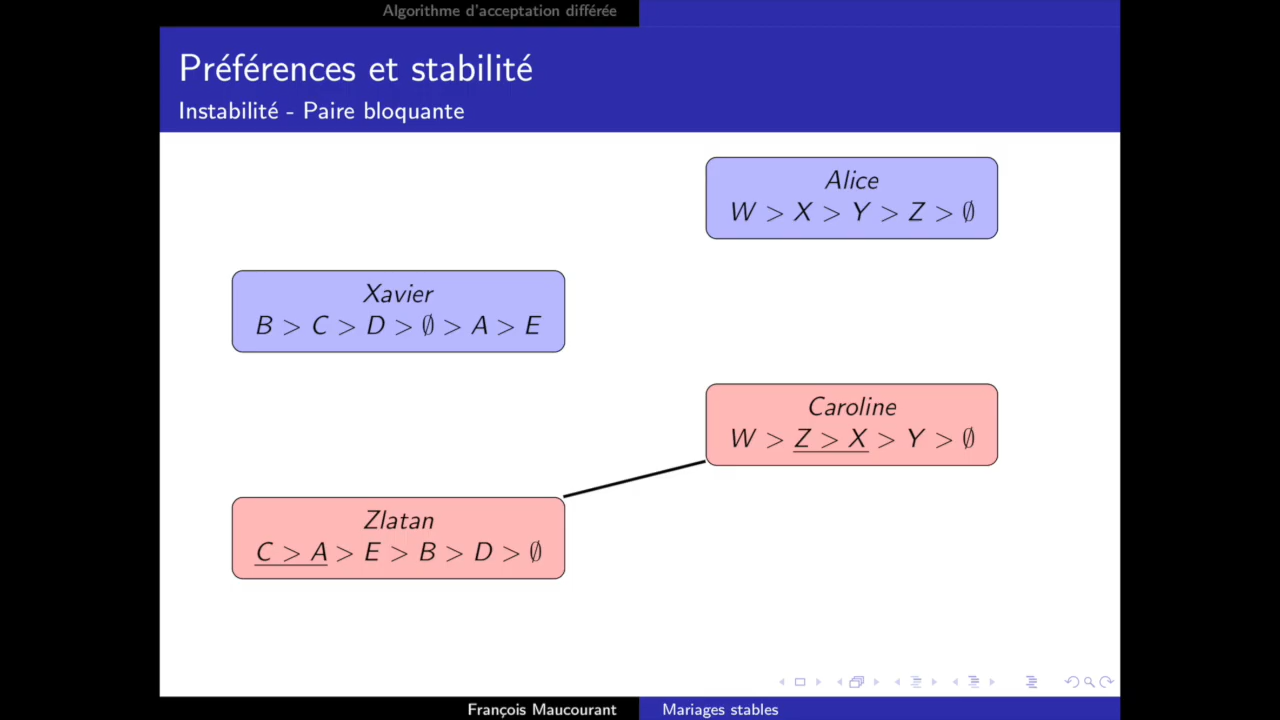 Algorithme d'acceptation différée
Préférences et stabilité
Instabilité - Paire bloquante
Alice
W > X > Y > Z > ∅
Xavier
B > C > D > ∅ > A > E
Caroline
W > Z > X > Y > ∅
Zlatan
C > A > E > B > D > ∅
François Maucourant
Mariages stables